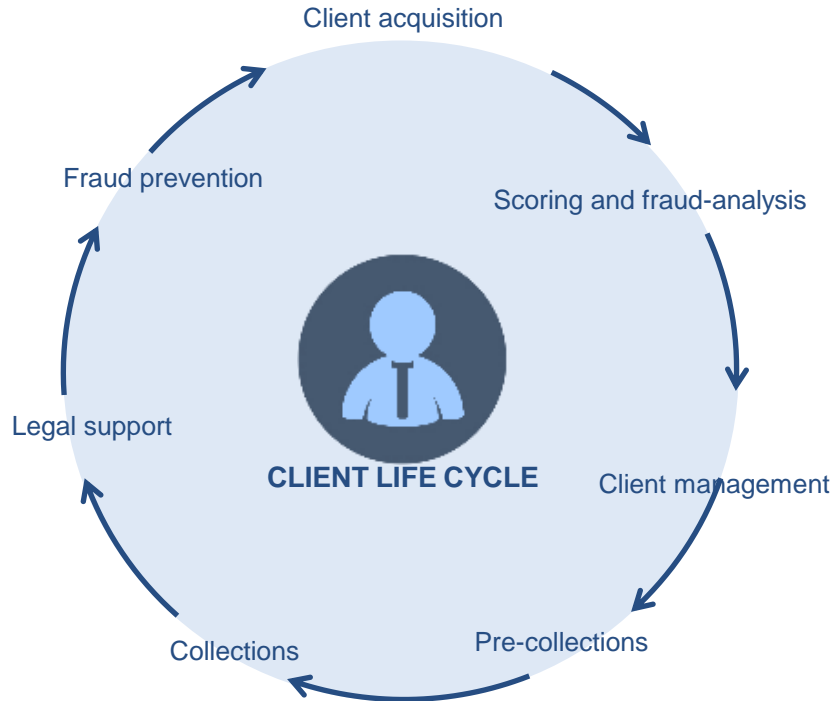 Client acquisition
Scoring and fraud-analysis
Client management
Pre-collections
Collections
Legal support
Fraud prevention
CLIENT LIFE CYCLE